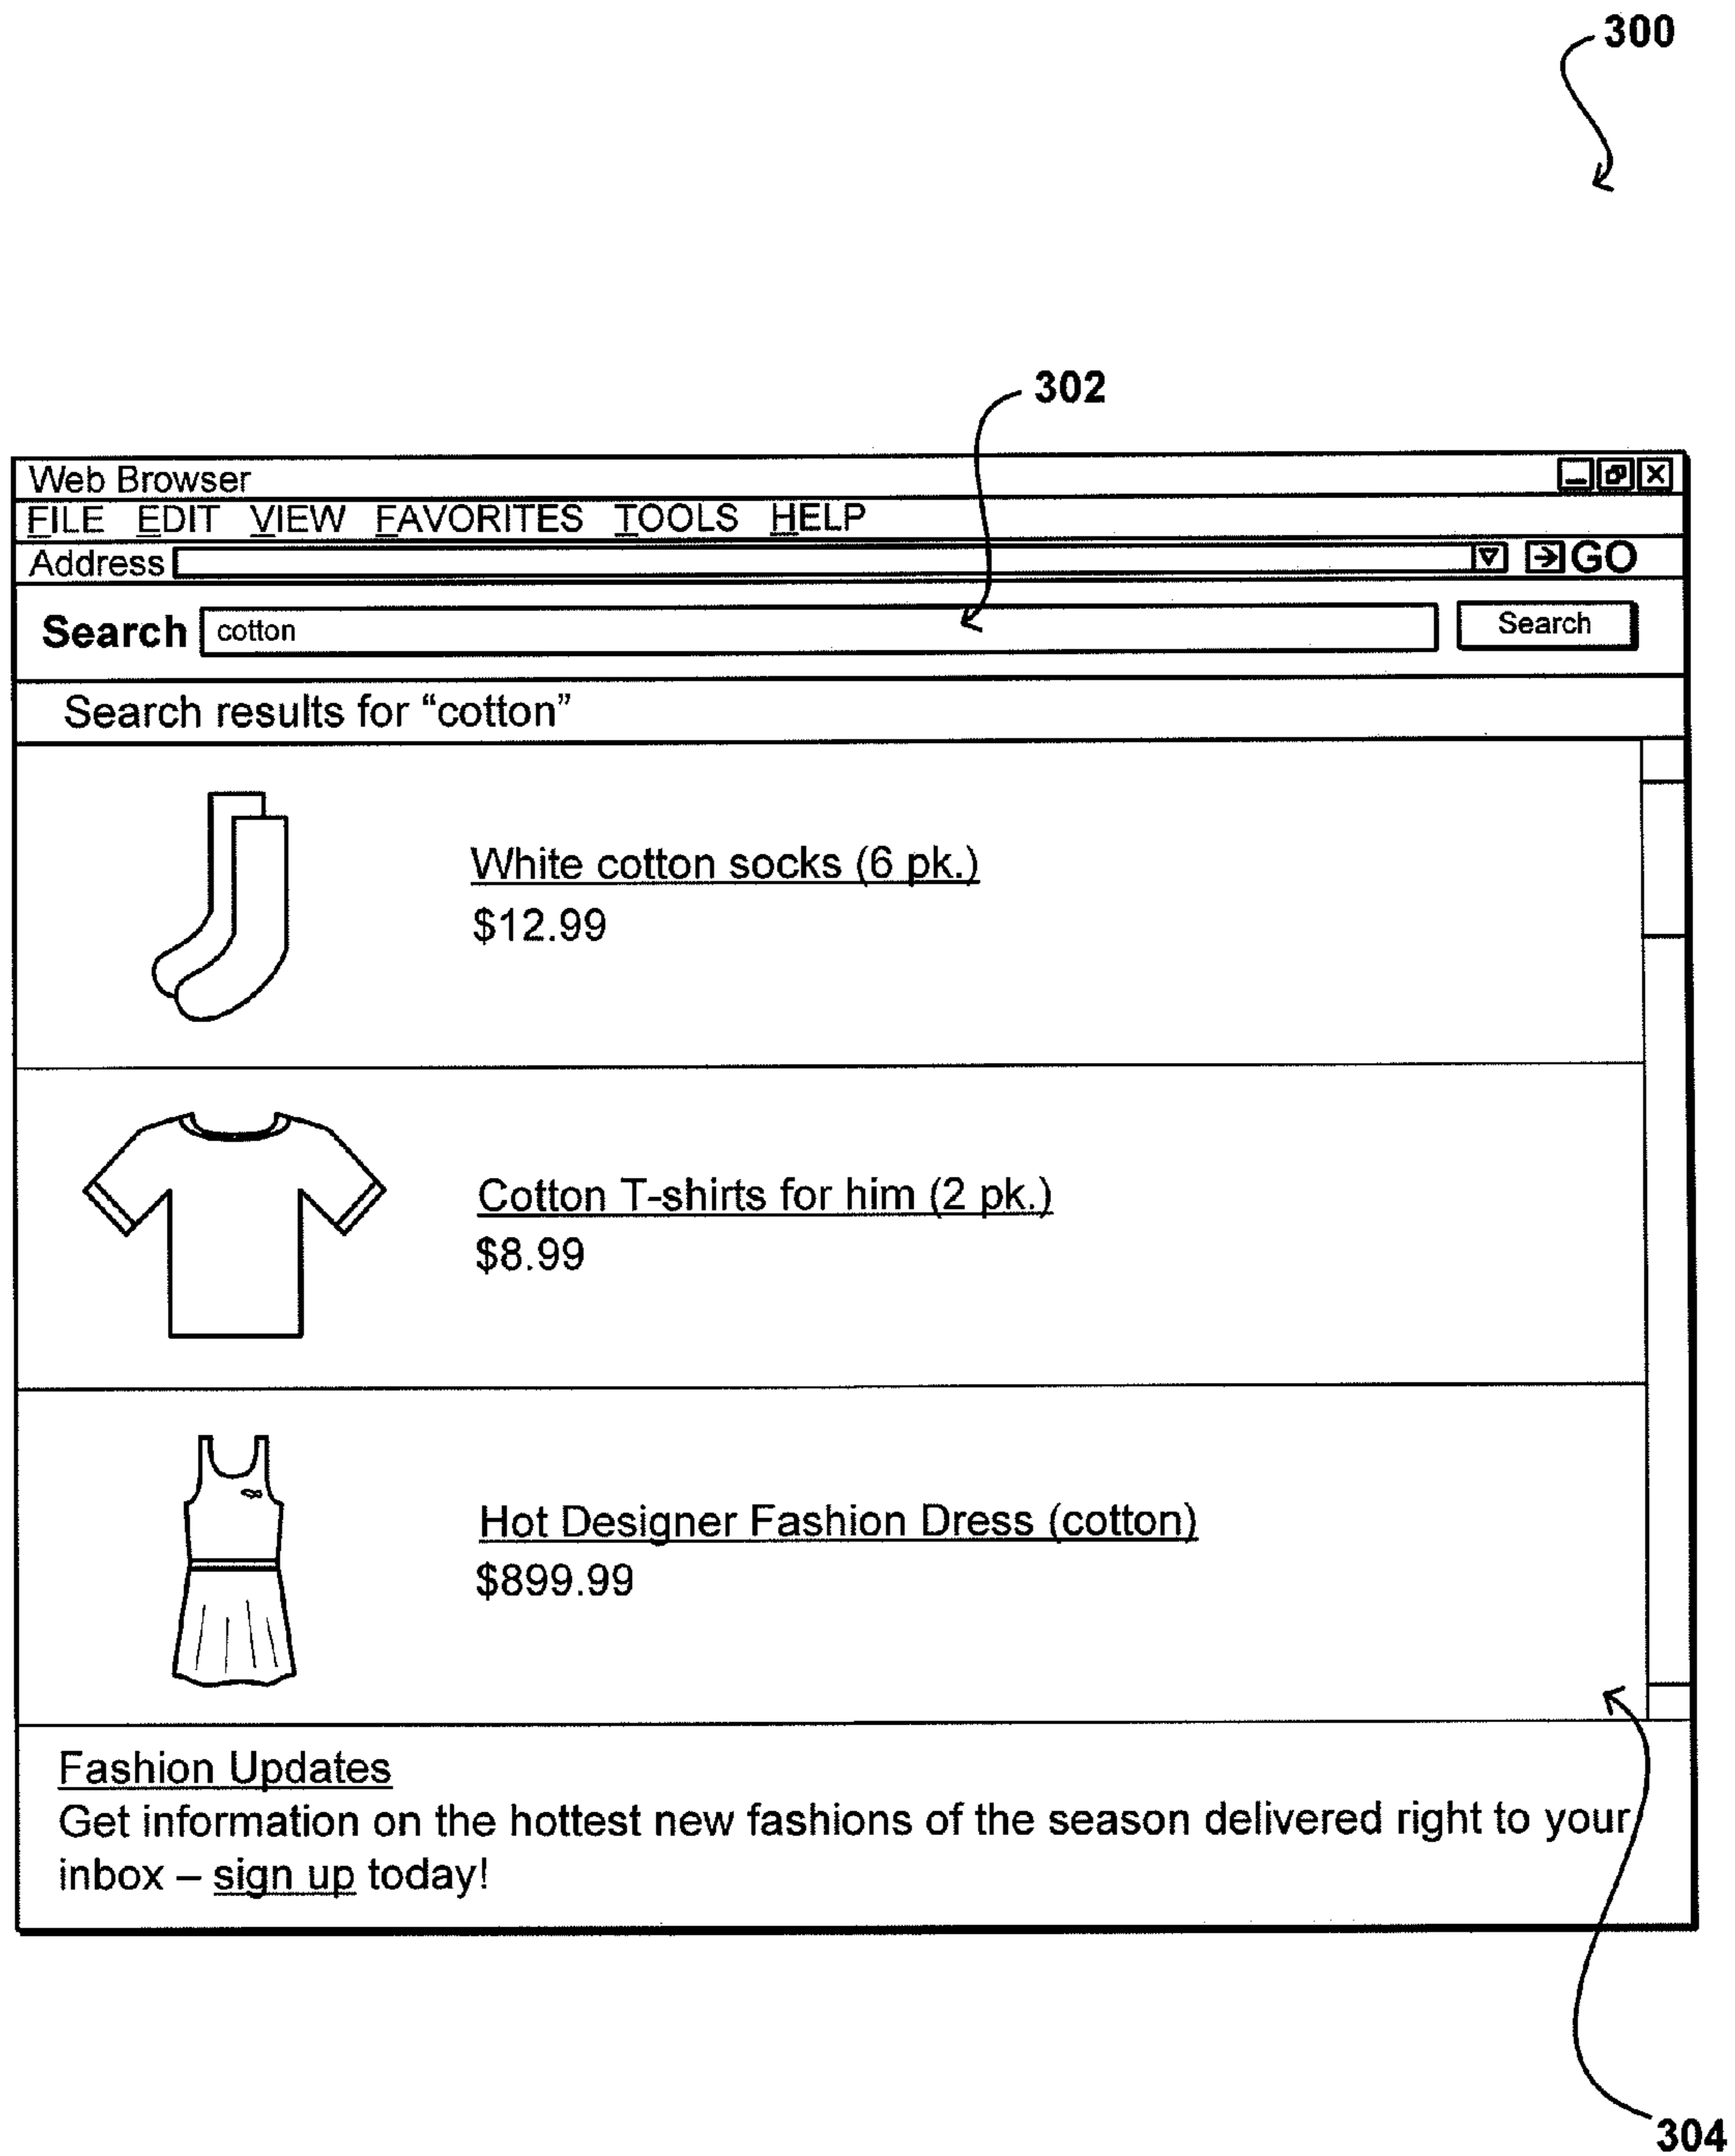 300
302
Web Browser
FILE EDIT VIEW FAVORITES TOOLS HELP
Address GO
Search cotton Search
Search results for “cotton”
White cotton socks (6 pk.)
$12.99
Cotton T-shirts for him (2 pk.)
$8.99
Hot Designer Fashion Dress (cotton)
$899.99
Fashion Updates
Get information on the hottest new fashions of the season delivered right to your
inbox – sign up today!
304